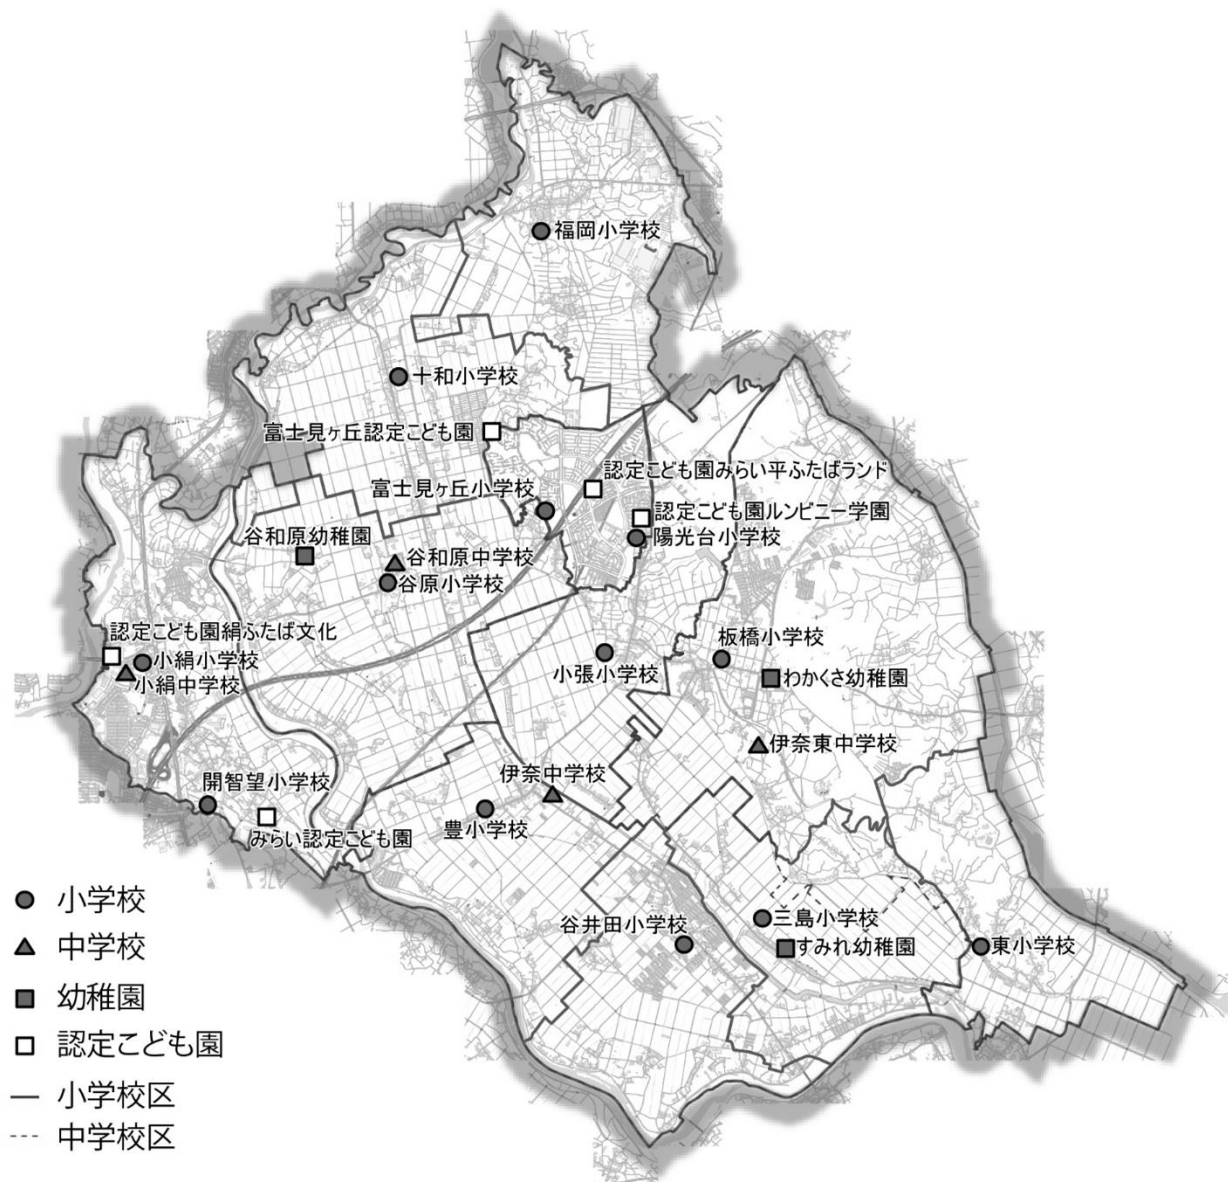 福岡小学校
十和小学校
富士見ヶ丘認定こども園
認定こども園みらい平ふたばランド
富士見ヶ丘小学校
認定こども園ルンビニー学園
陽光台小学校
谷和原幼稚園
谷和原中学校
谷原小学校
認定こども園絹ふたば文化
小絹小学校
小絹中学校
小張小学校
板橋小学校
わかくさ幼稚園
伊奈東中学校
開智望小学校
伊奈中学校
みらい認定こども園
豊小学校
谷井田小学校
三島小学校
すみれ幼稚園
東小学校
小学校
中学校
幼稚園
認定こども園
小学校区
中学校区